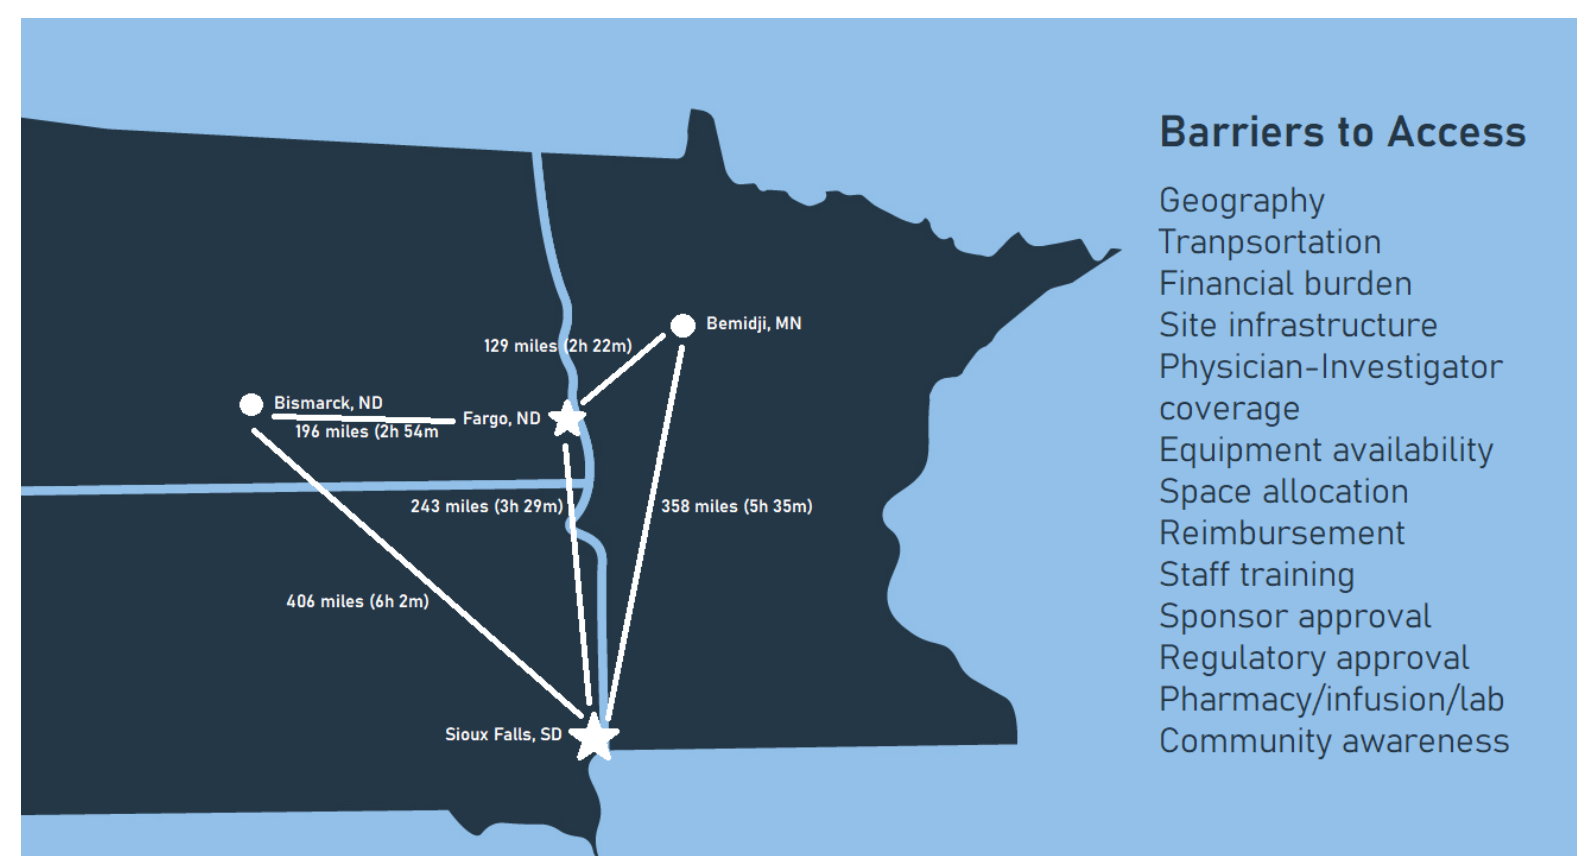 Barriers to Access
Geography
Tranpsortation
Financial burden
Site infrastructure
Physician-Investigator
coverage
Equipment availability
Space allocation
Reimbursement
Staff training
Sponsor approval
Regulatory approval
Pharmacy/infusion/lab
Community awareness
Bemidji, MN
129 miles (2h 22m)
Bismarck, ND
Fargo, ND
196 miles (2h 54m
243 miles (3h 29m)
358 miles (5h 35m)
406 miles (6h 2m)
Sioux Falls, SD